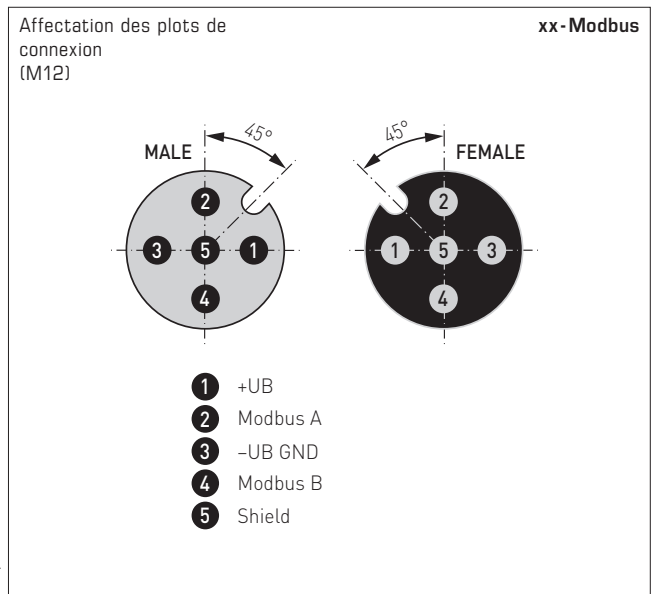 Affectation des plots de
connexion
(M12)
xx-Modbus
45°
MALE
2
3 5 1
4
45°
FEMALE
2
1 5 3
4
1 +UB
2 Modbus A
3 –UB GND
4 Modbus B
5 Shield